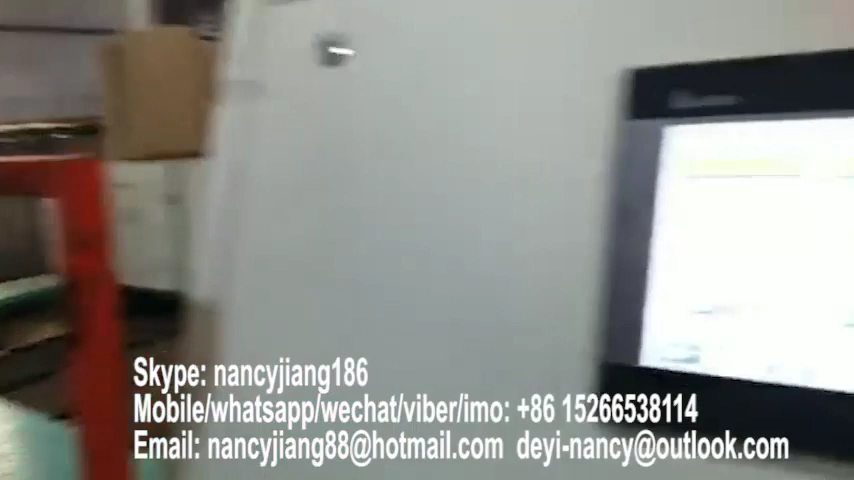 Skype: nancyjiang186
Mobile/whatsapp/wechat/viber/imo: +86 15266538114
Email: nancyjiang88@hotmail.com  deyi-nancy@outlook.com